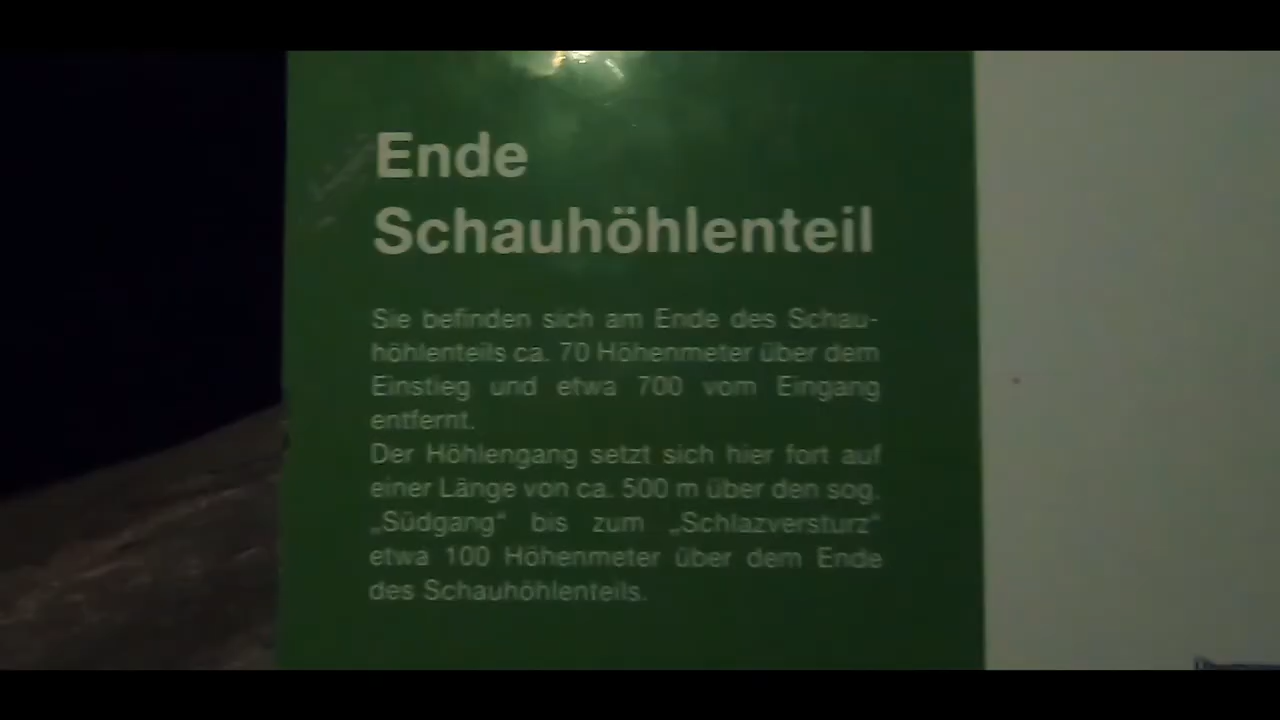 Ende
Schauhöhlenteil
Sie befinden sich am Ende des Schau-
höhlenteils ca. 70 Höhenmeter über dem
Einstieg und etwa 700 vom Eingang
entfernt.
Der Höhlengang setzt sich hier fort auf
einer Länge von ca. 500 m über den sog.
„Südgang“ bis zum „Schlazversturz“
etwa 100 Höhenmeter über dem Ende
des Schauhöhlenteils.